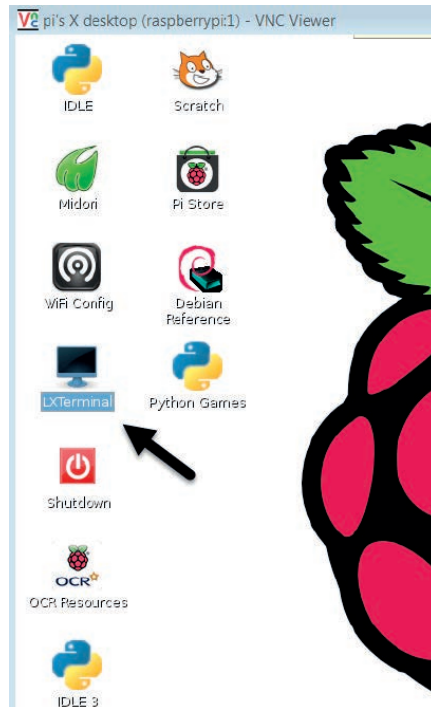 pi's X desktop (raspberrypi:1) - VNC Viewer
IDLE
Scratch
Midori
Pi Store
WiFi Config
Debian
Reference
LXTerminal
Python Games
Shutdown
OCR
OCR Resources
IDLE 3